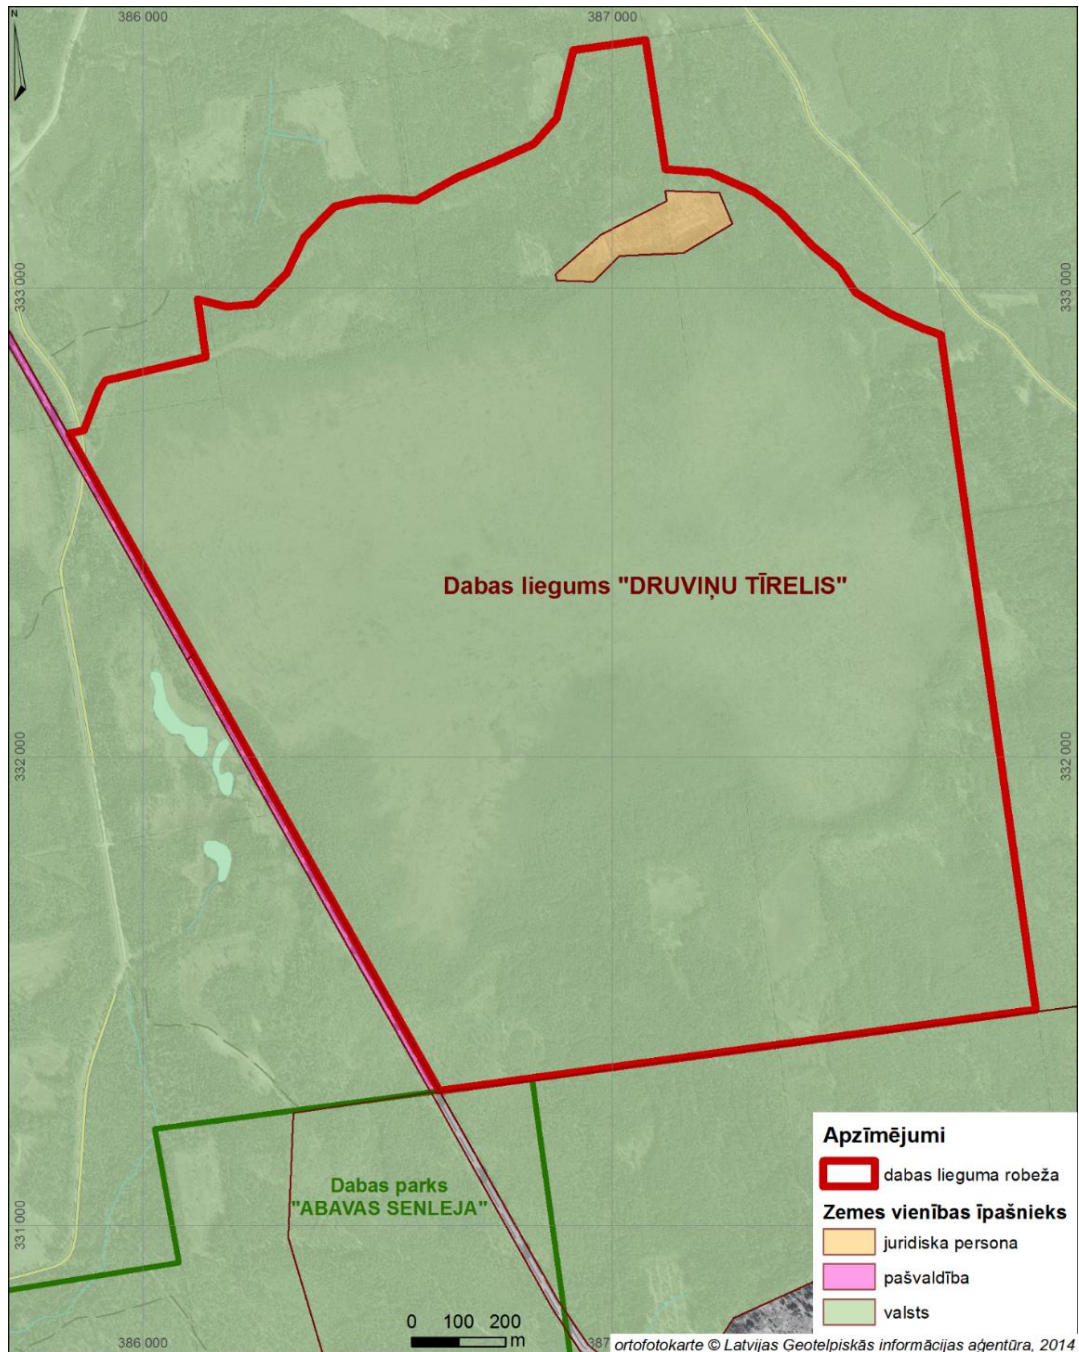 N
386 000
387 000
333 000
333 000
Dabas liegums "DRUVIŅU TĪRELIS"
332 000
332 000
Apzīmējumi
dabas lieguma robeža
Dabas parks
"ABAVAS SENLEJA"
Zemes vienības īpašnieks
331 000
juridiska persona
pašvaldība
valsts
0 100 200
m
386 000
387
ortofotokarte © Latvijas Ģeotelpiskās informācijas aģentūra, 2014